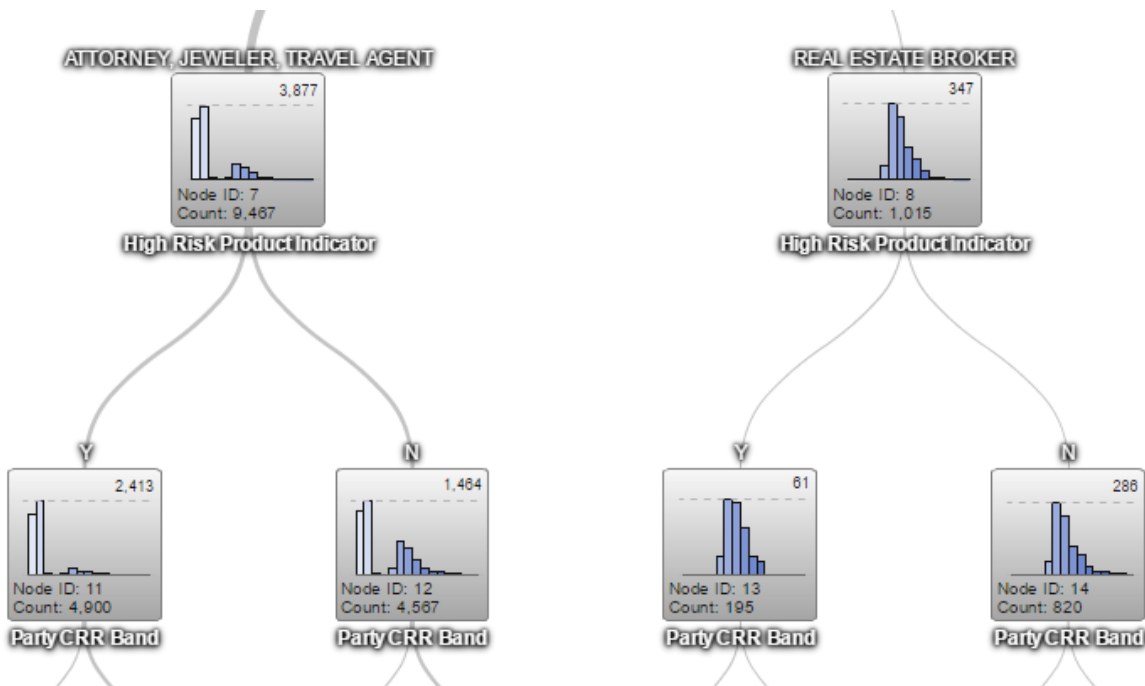 ATTORNEY, JEWELER, TRAVEL AGENT
3,877
Node ID: 7
Count: 9,467
High Risk Product Indicator
REAL ESTATE BROKER
347
Node ID: 8
Count: 1,015
High Risk Product Indicator
Y
2,413
Node ID: 11
Count: 4,900
Party CRR Band
N
1,464
Node ID: 12
Count: 4,567
Party CRR Band
Y
61
Node ID: 13
Count: 195
Party CRR Band
N
286
Node ID: 14
Count: 820
Party CRR Band